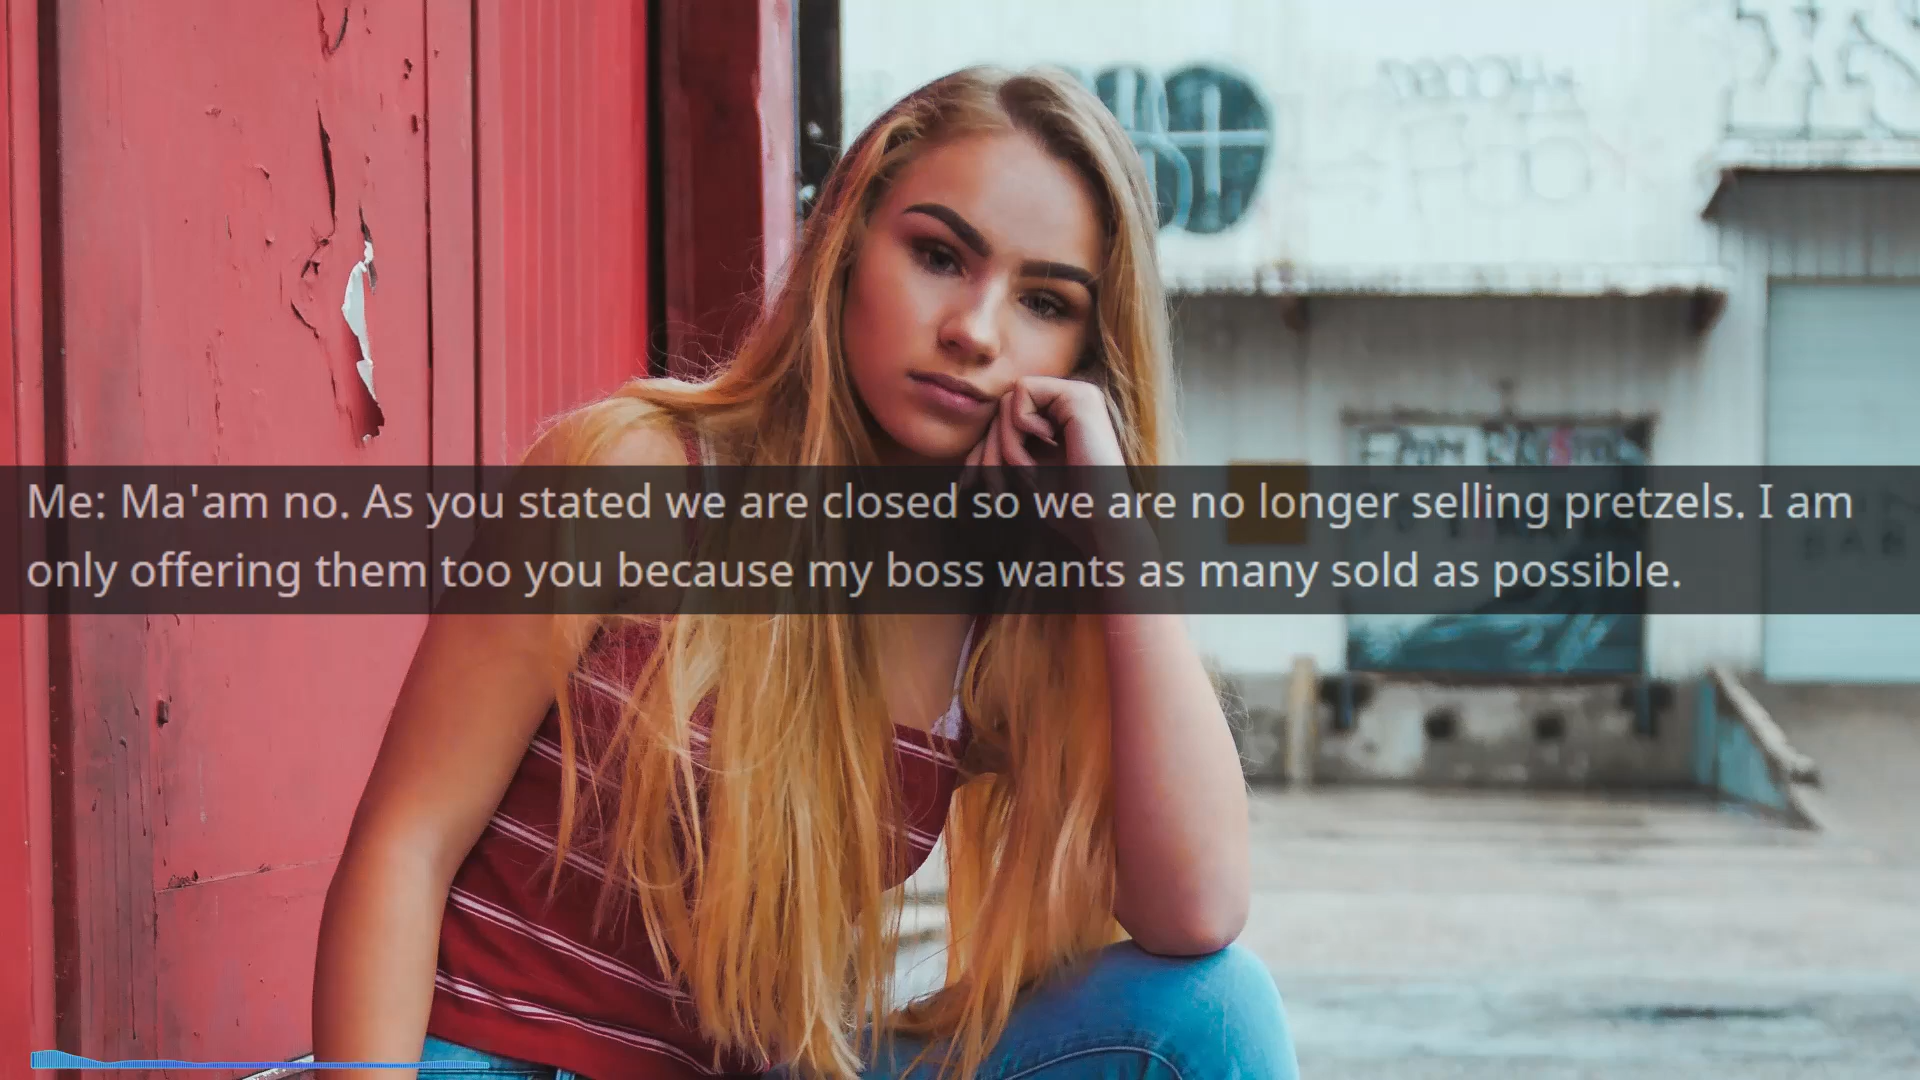 Me: Ma'am no. As you stated we are closed so we are no longer selling pretzels. I am
only offering them too you because my boss wants as many sold as possible.